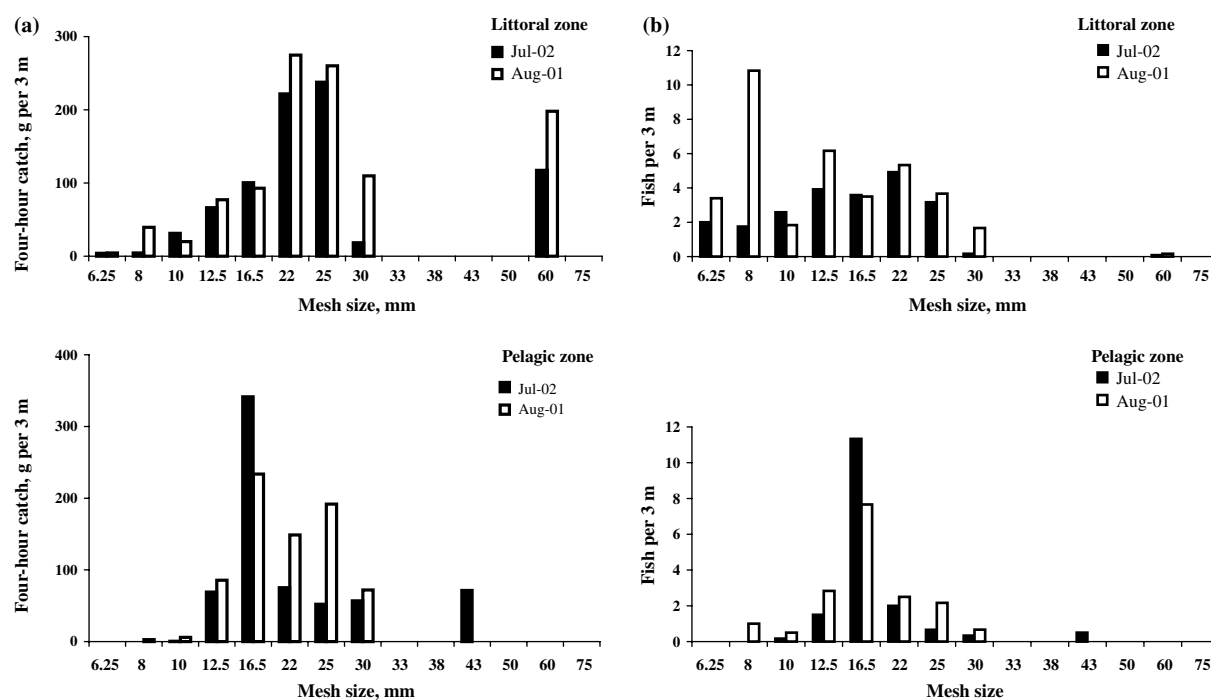 (a)
Littoral zone
Jul-02
Aug-01
Four-hour catch, g per 3 m
300
200
100
0
6.25 8 10 12.5 16.5 22 25 30 33 38 43 50 60 75
Mesh size, mm
(b)
Littoral zone
Jul-02
Aug-01
Fish per 3 m
12
10
8
6
4
2
0
6.25 8 10 12.5 16.5 22 25 30 33 38 43 50 60 75
Mesh size, mm
Pelagic zone
Jul-02
Aug-01
Four-hour catch, g per 3 m
400
300
200
100
0
6.25 8 10 12.5 16.5 22 25 30 33 38 43 50 60 75
Mesh size, mm
Pelagic zone
Jul-02
Aug-01
Fish per 3 m
12
10
8
6
4
2
0
6.25 8 10 12.5 16.5 22 25 30 33 38 43 50 60 75
Mesh size